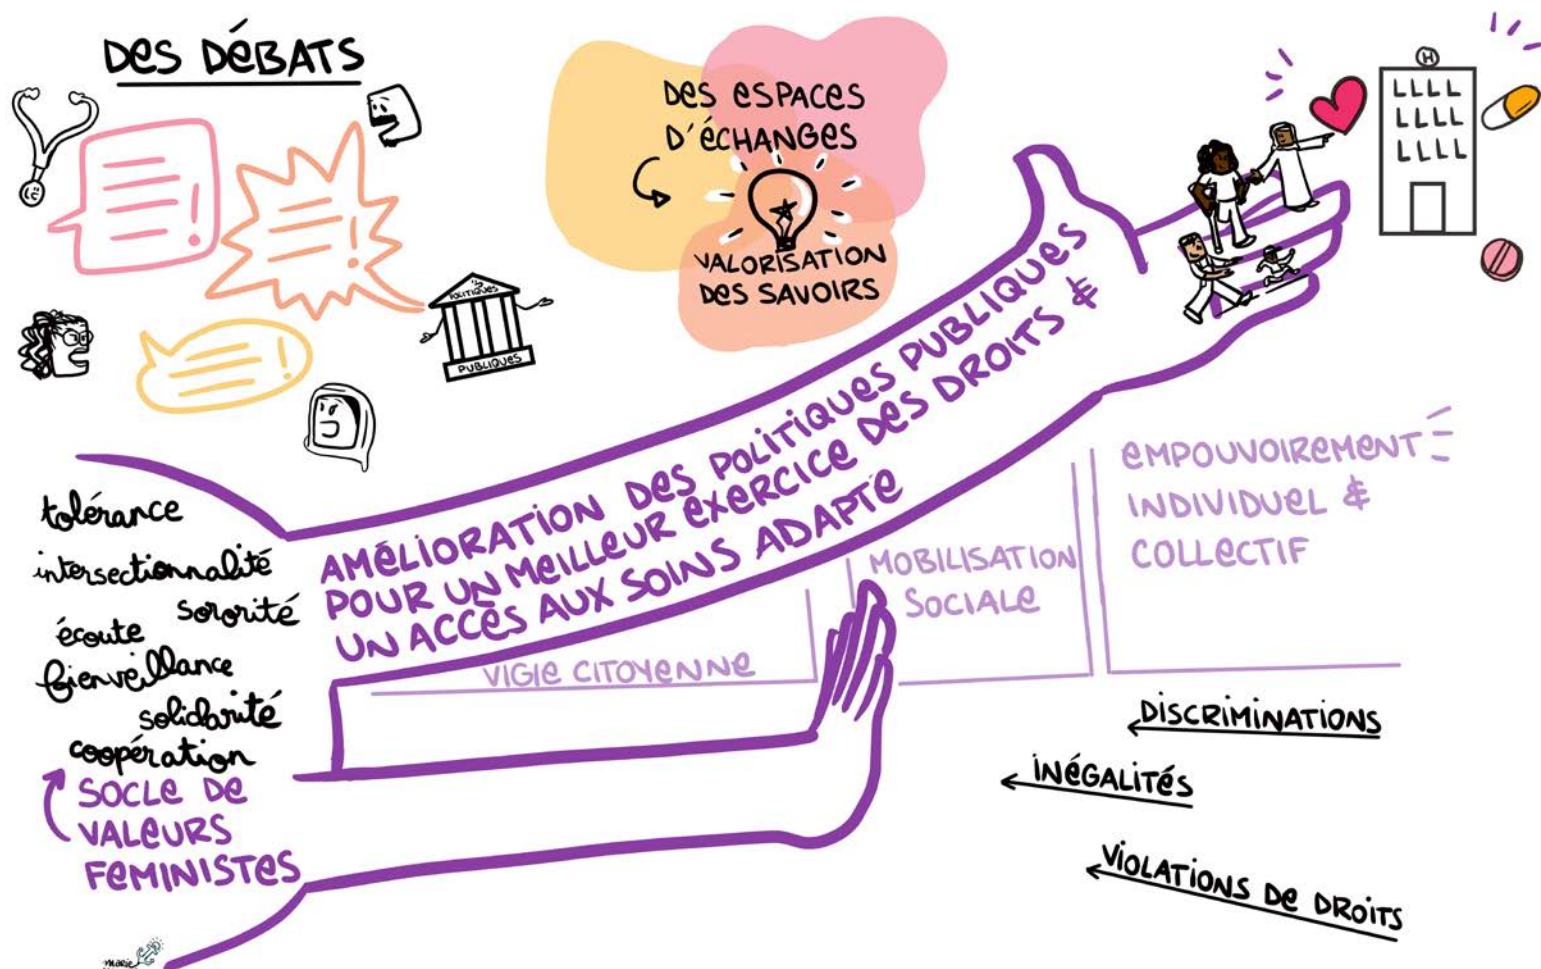 DES DÉBATS
DES ESPACES
D'ÉCHANGES
VALORISATION
DES SAVOIRS
H
POLITIQUES
PUBLIQUES
AMÉLIORATION DES POLITIQUES PUBLIQUES
POUR UN MEILLEUR EXERCICE DES DROITS &
UN ACCÈS AUX SOINS ADAPTÉ
tolérance
intersectionnalité
sororité
écoute
bienveillance
solidarité
coopération
SOCLE DE
VALEURS
FEMINISTES
VIGIE CITOYENNE
MOBILISATION
SOCIALE
EMPOUVOIREMENT
INDIVIDUEL &
COLLECTIF
DISCRIMINATIONS
INÉGALITÉS
VIOLATIONS DE DROITS
marie